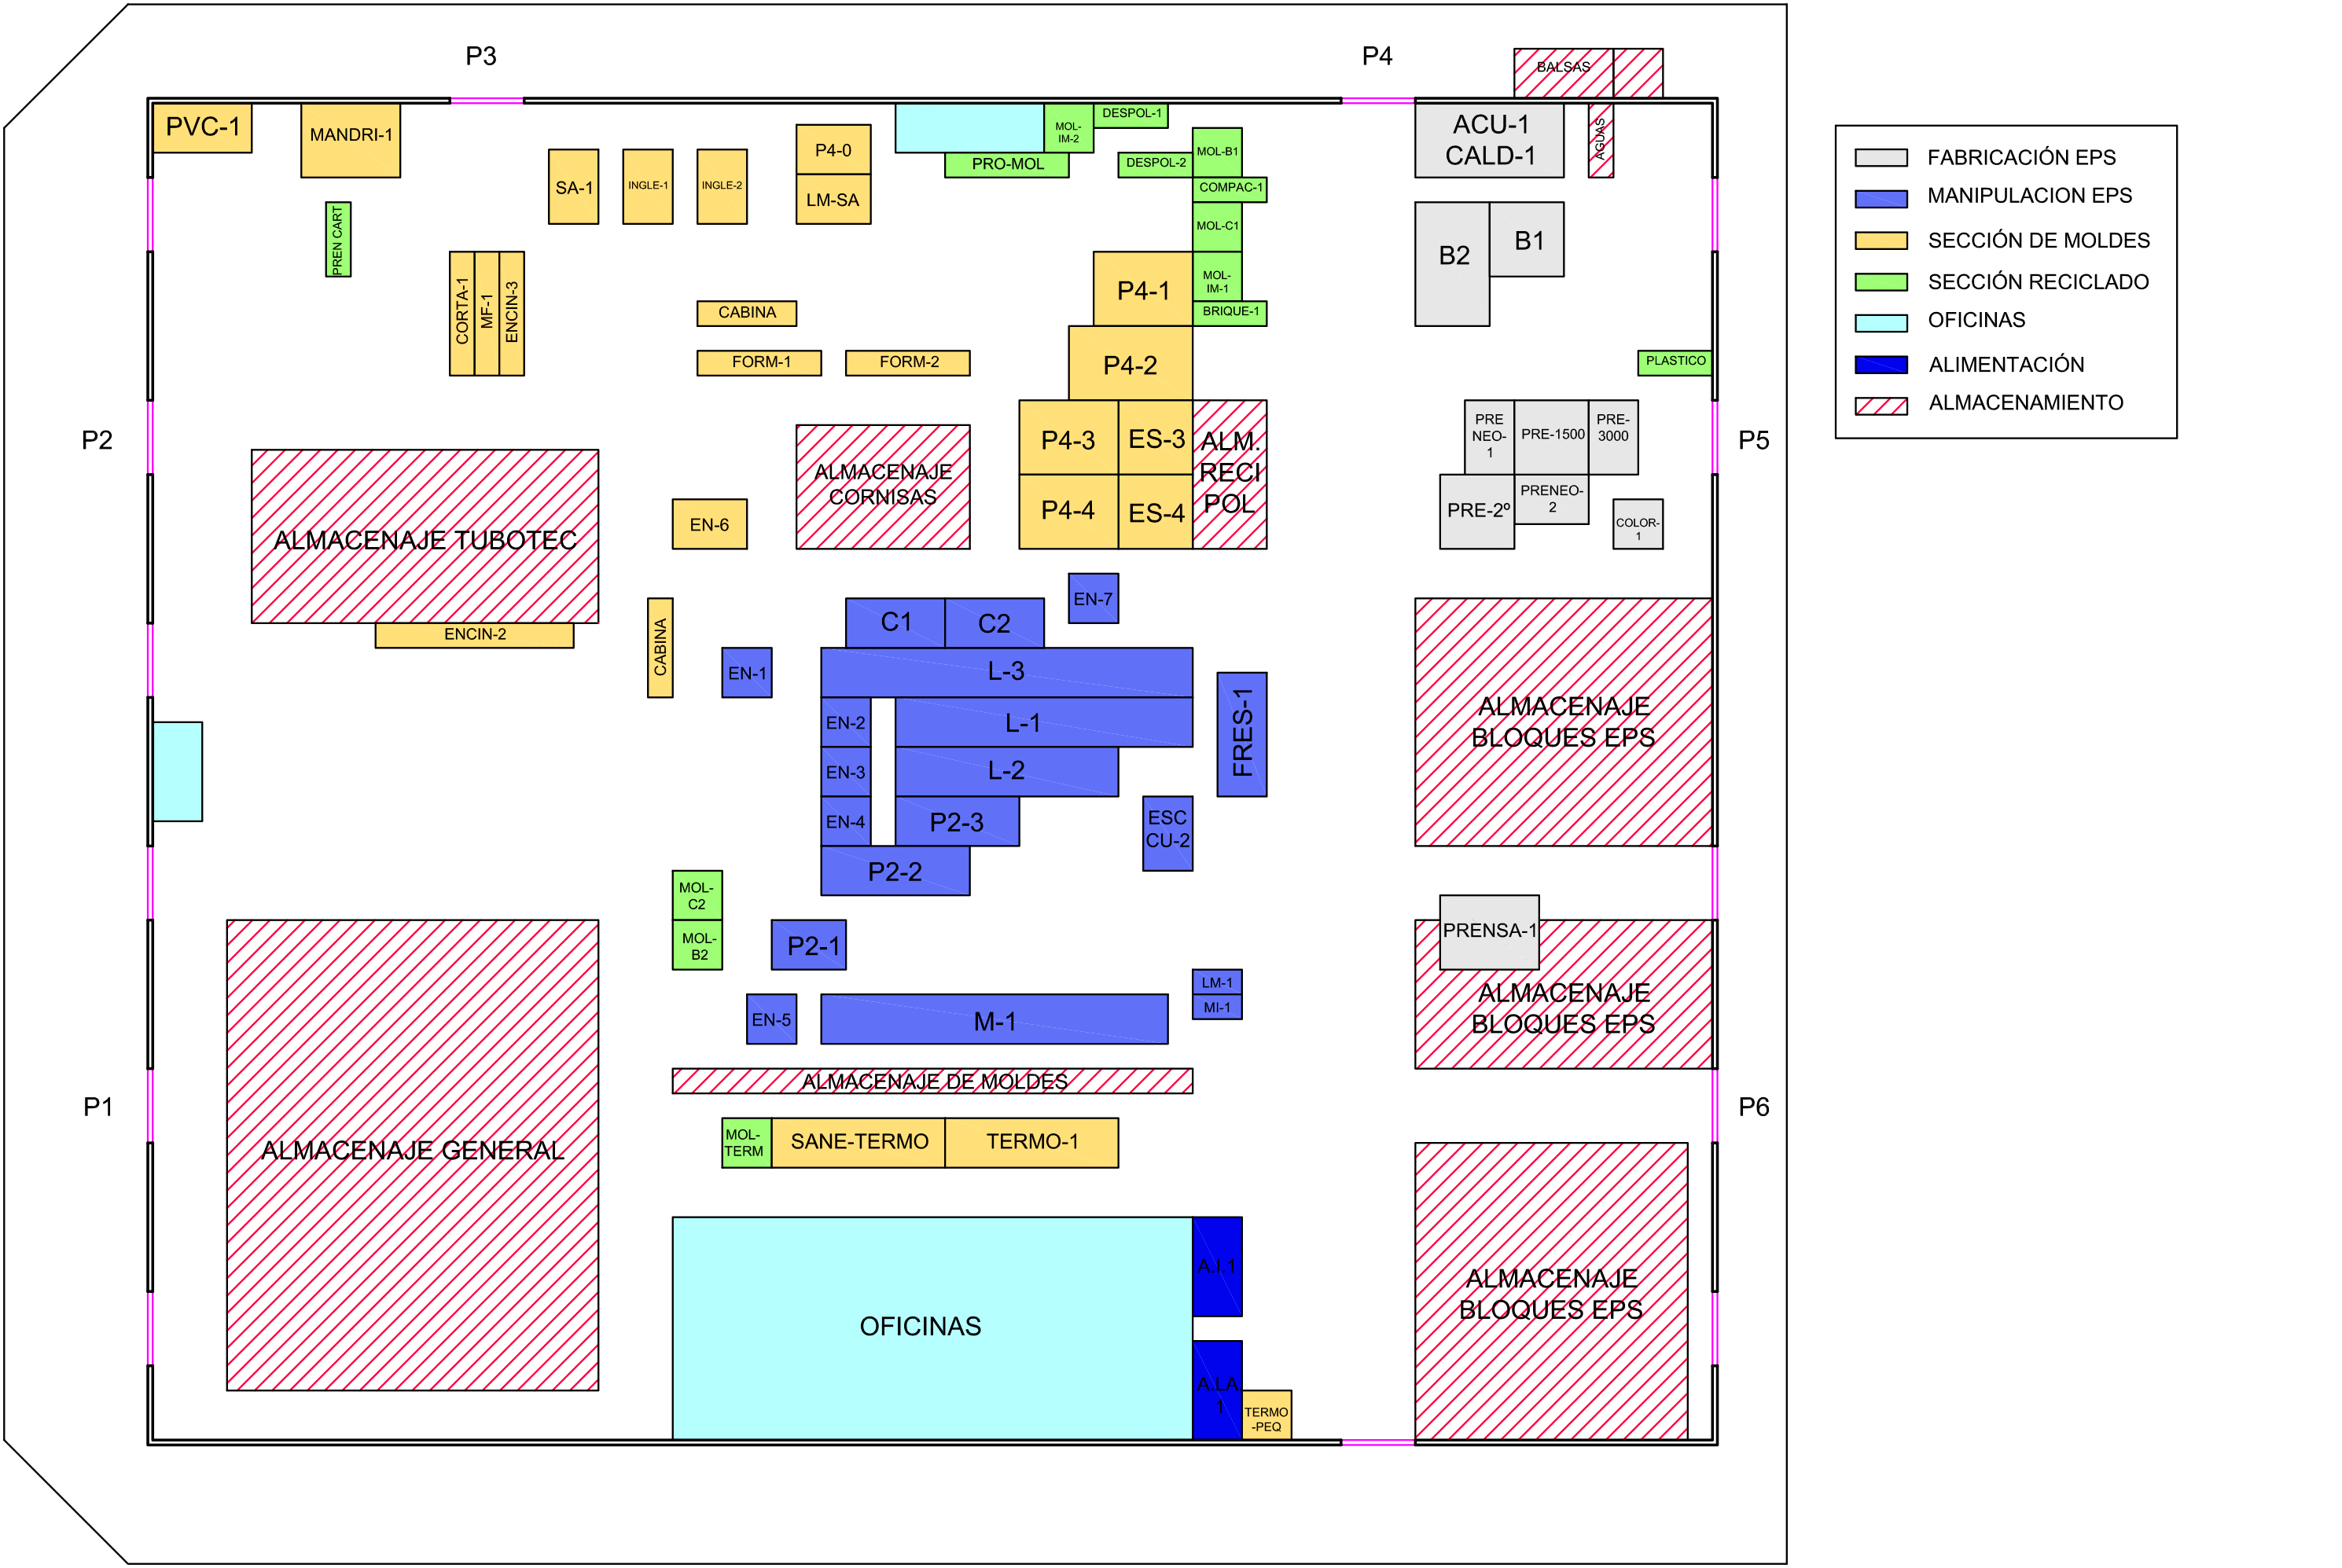 P3
P4
BALSAS
PVC-1
MANDRI-1
SA-1
INGLE-1
INGLE-2
P4-0
LM-SA
MOL-
IM-2
DESPOL-1
PRO-MOL
DESPOL-2
MOL-B1
COMPAC-1
MOL-C1
MOL-
IM-1
BRIQUE-1
ACU-1
CALD-1
AGUAS
B2
B1
PREN CART
CORTA-1
MF-1
ENCIN-3
CABINA
FORM-1
FORM-2
P4-1
P4-2
PLASTICO
P2
P4-3
ES-3
P4-4
ES-4
ALM.
RECI
POL
PRE
NEO-
1
PRE-1500
PRE-
3000
PRE-2º
PRENEO-
2
COLOR-
1
P5
ALMACENAJE
CORNISAS
ALMACENAJE TUBOTEC
EN-6
ENCIN-2
CABINA
EN-7
C1
C2
EN-1
L-3
EN-2
L-1
EN-3
L-2
EN-4
P2-3
P2-2
FRES-1
ESC
CU-2
ALMACENAJE
BLOQUES EPS
MOL-
C2
MOL-
B2
P2-1
PRENSA-1
ALMACENAJE
BLOQUES EPS
LM-1
MI-1
EN-5
M-1
ALMACENAJE DE MOLDES
P1
P6
MOL-
TERM
SANE-TERMO
TERMO-1
ALMACENAJE GENERAL
OFICINAS
A.I.1
A.LA
1
TERMO
-PEQ
ALMACENAJE
BLOQUES EPS
FABRICACIÓN EPS
MANIPULACION EPS
SECCIÓN DE MOLDES
SECCIÓN RECICLADO
OFICINAS
ALIMENTACIÓN
ALMACENAMIENTO